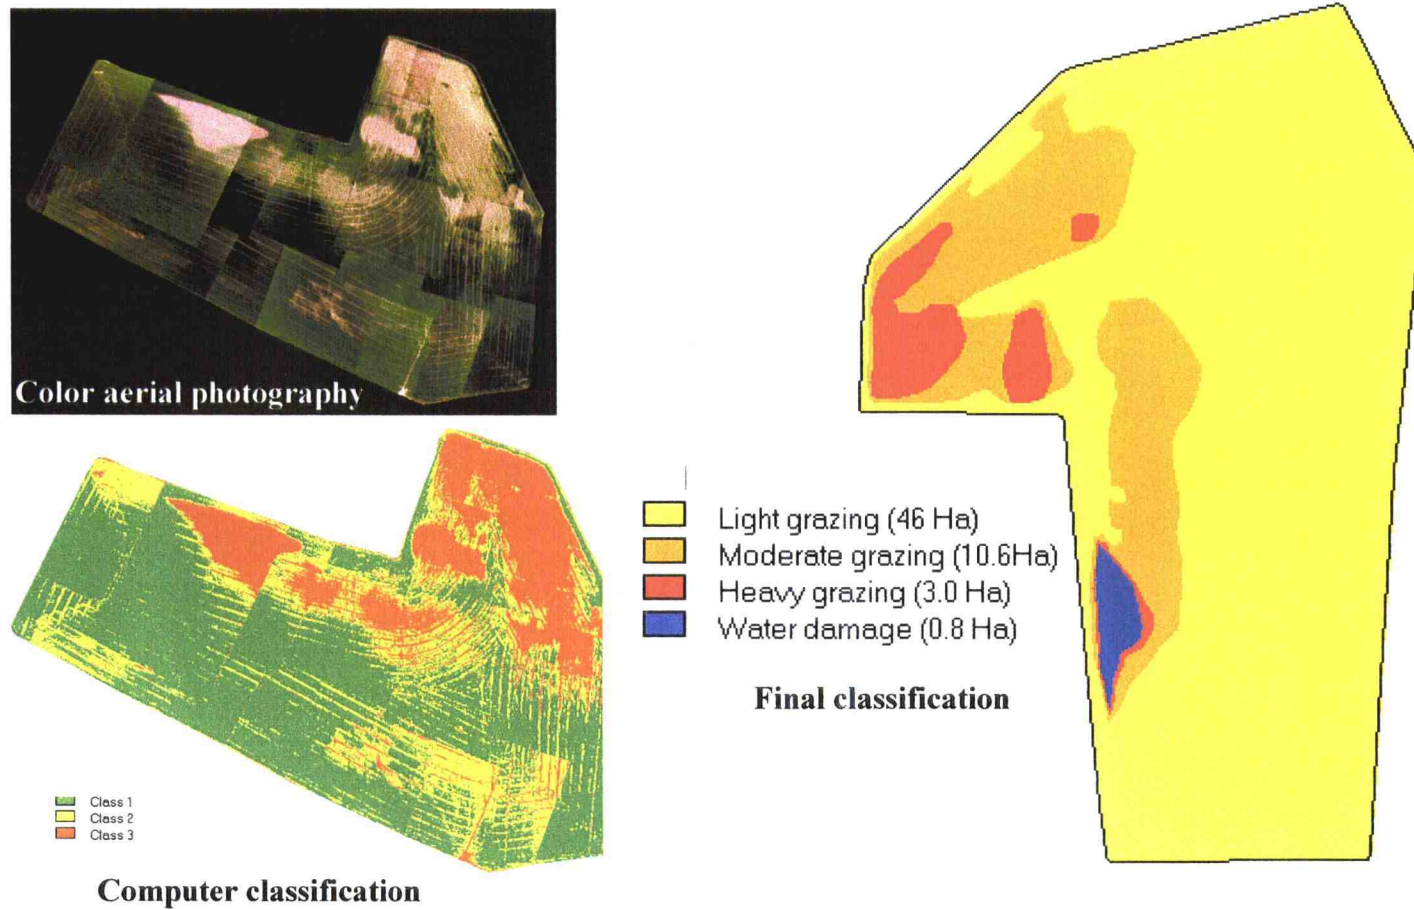 Color aerial photography
Class 1
Class 2
Class 3
Computer classification
Light grazing (46 Ha)
Moderate grazing (10.6Ha)
Heavy grazing (3.0 Ha)
Water damage (0.8 Ha)
Final classification